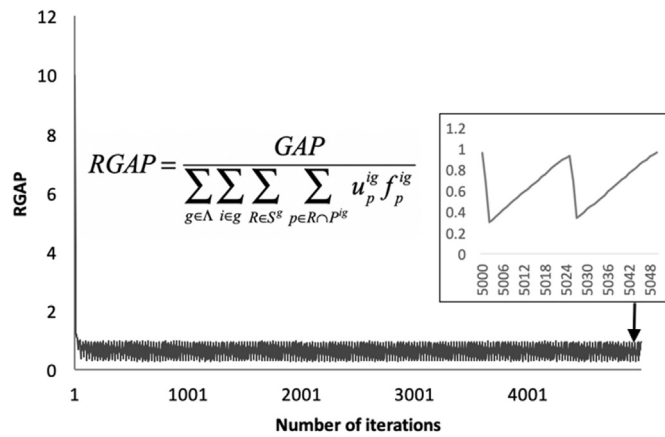 12
10
8
6
4
2
0
RGAP
RGAP = GAP / ∑_{g∈Λ} ∑_{i∈g} ∑_{R∈S^g} ∑_{p∈R∩P^{ig}} u_p^{ig} f_p^{ig}
1.2
1
0.8
0.6
0.4
0.2
0
5000 5006 5012 5018 5024 5030 5036 5042 5048
1 1001 2001 3001 4001
Number of iterations